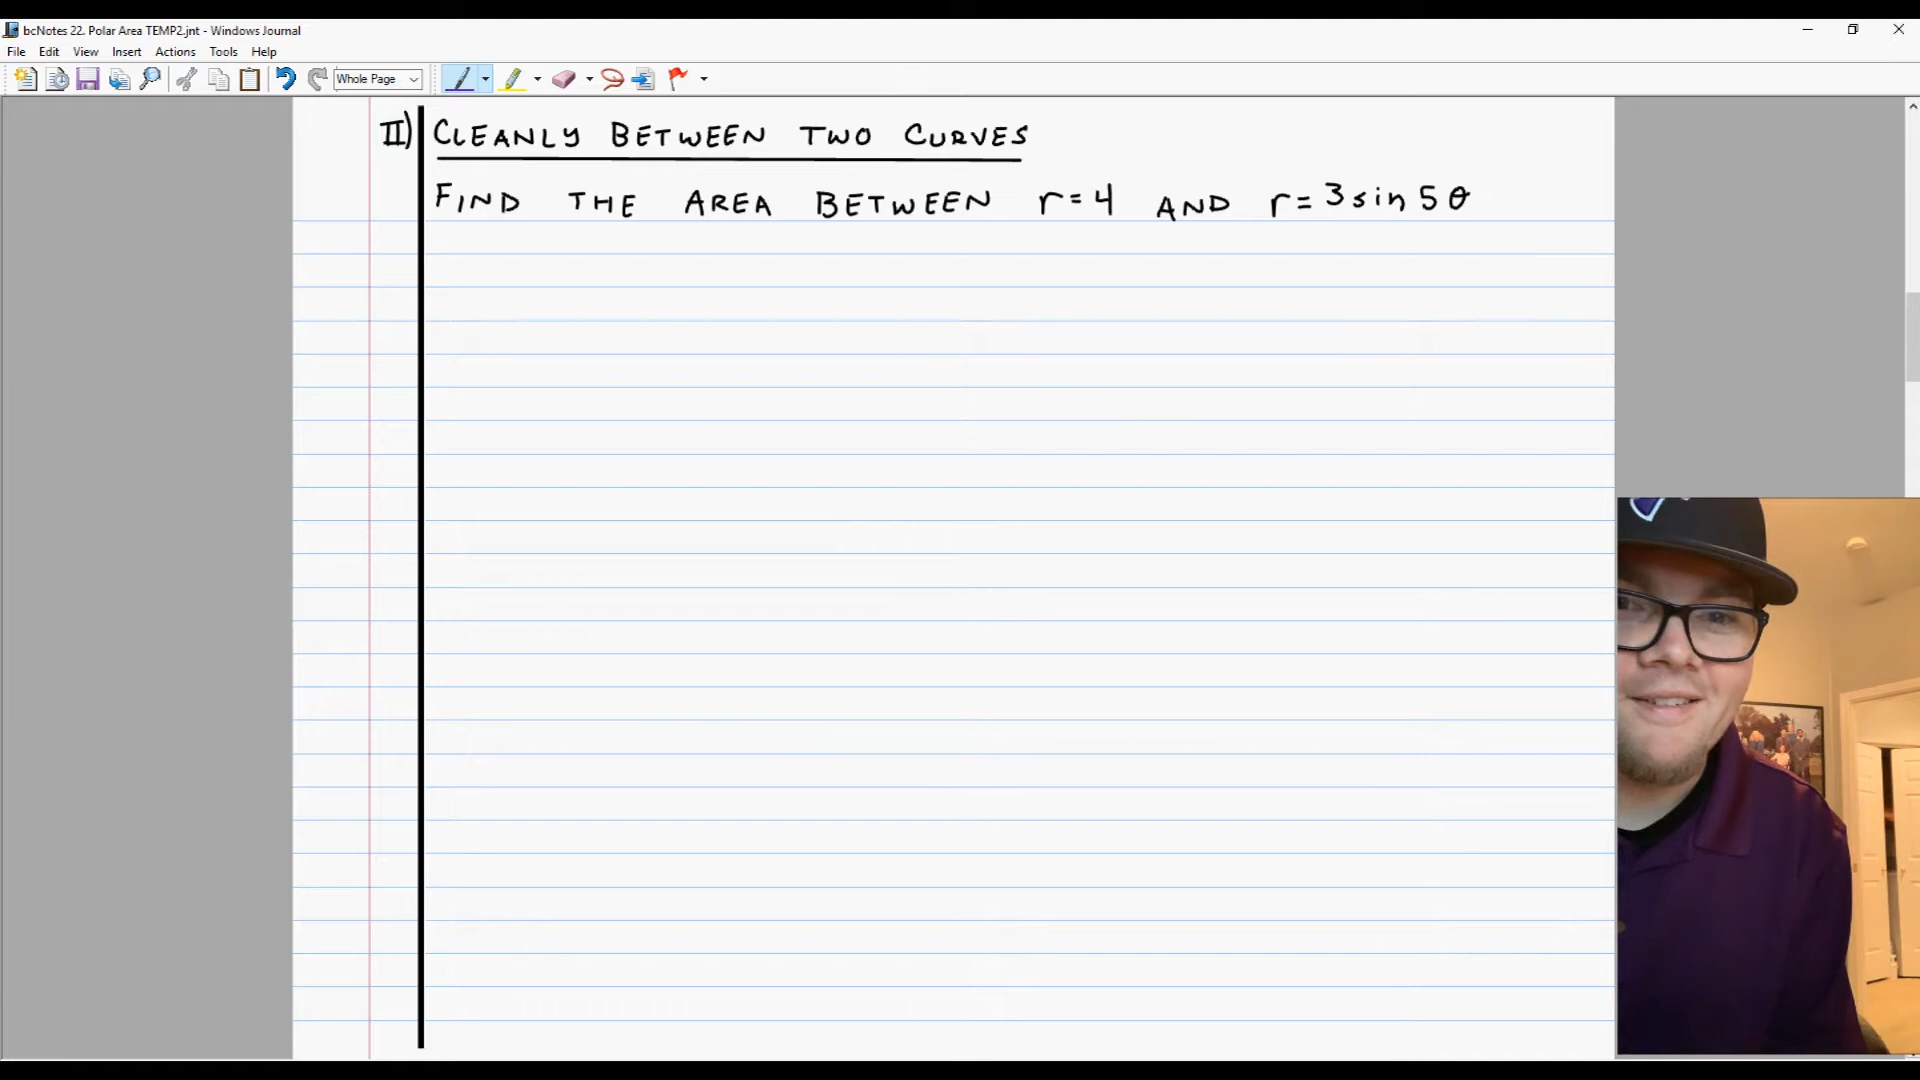 bcNotes 22. Polar Area TEMP2.jnt - Windows Journal
File Edit View Insert Actions Tools Help
Whole Page
II) CLEANLY BETWEEN TWO CURVES
FIND THE AREA BETWEEN r=4 AND r=3sin5θ